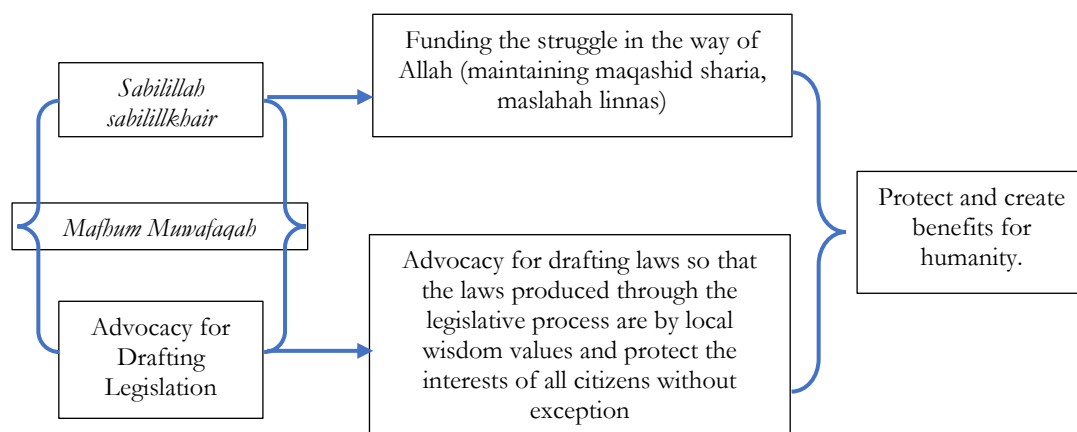 Sabilillah
sabilillkhair
Mafhum Muwafaqah
Advocacy for
Drafting
Legislation
Funding the struggle in the way of
Allah (maintaining maqashid sharia,
maslahah linnas)
Advocacy for drafting laws so that
the laws produced through the
legislative process are by local
wisdom values and protect the
interests of all citizens without
exception
Protect and create
benefits for
humanity.